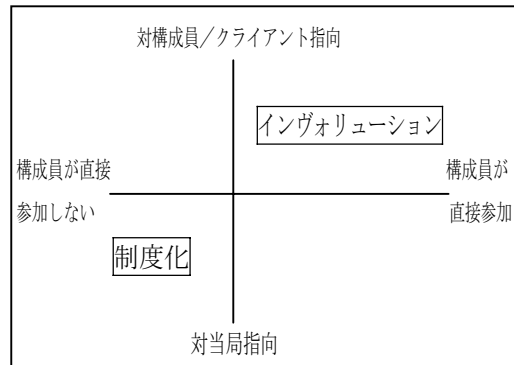 対構成員/クライアント指向
インヴォリューション
構成員が直接
参加しない
構成員が
直接参加
制度化
対当局指向